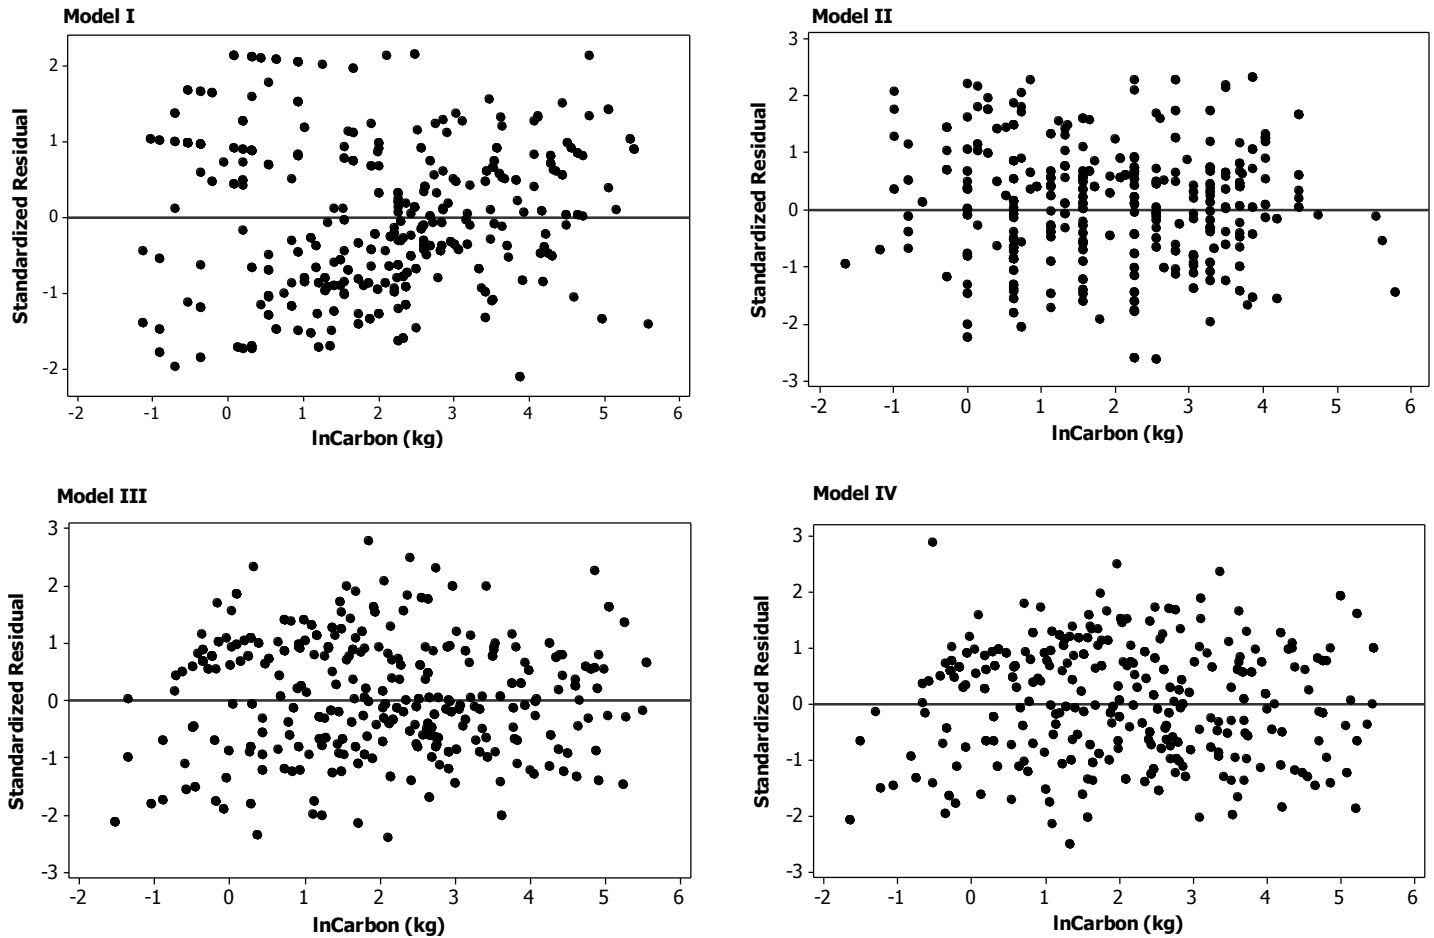 Model I
Standardized Residual
2
1
0
-1
-2
-2 -1 0 1 2 3 4 5 6
lnCarbon (kg)
Model II
Standardized Residual
3
2
1
0
-1
-2
-3
-2 -1 0 1 2 3 4 5 6
lnCarbon (kg)
Model III
Standardized Residual
3
2
1
0
-1
-2
-3
-2 -1 0 1 2 3 4 5 6
lnCarbon (kg)
Model IV
Standardized Residual
3
2
1
0
-1
-2
-3
-2 -1 0 1 2 3 4 5 6
lnCarbon (kg)